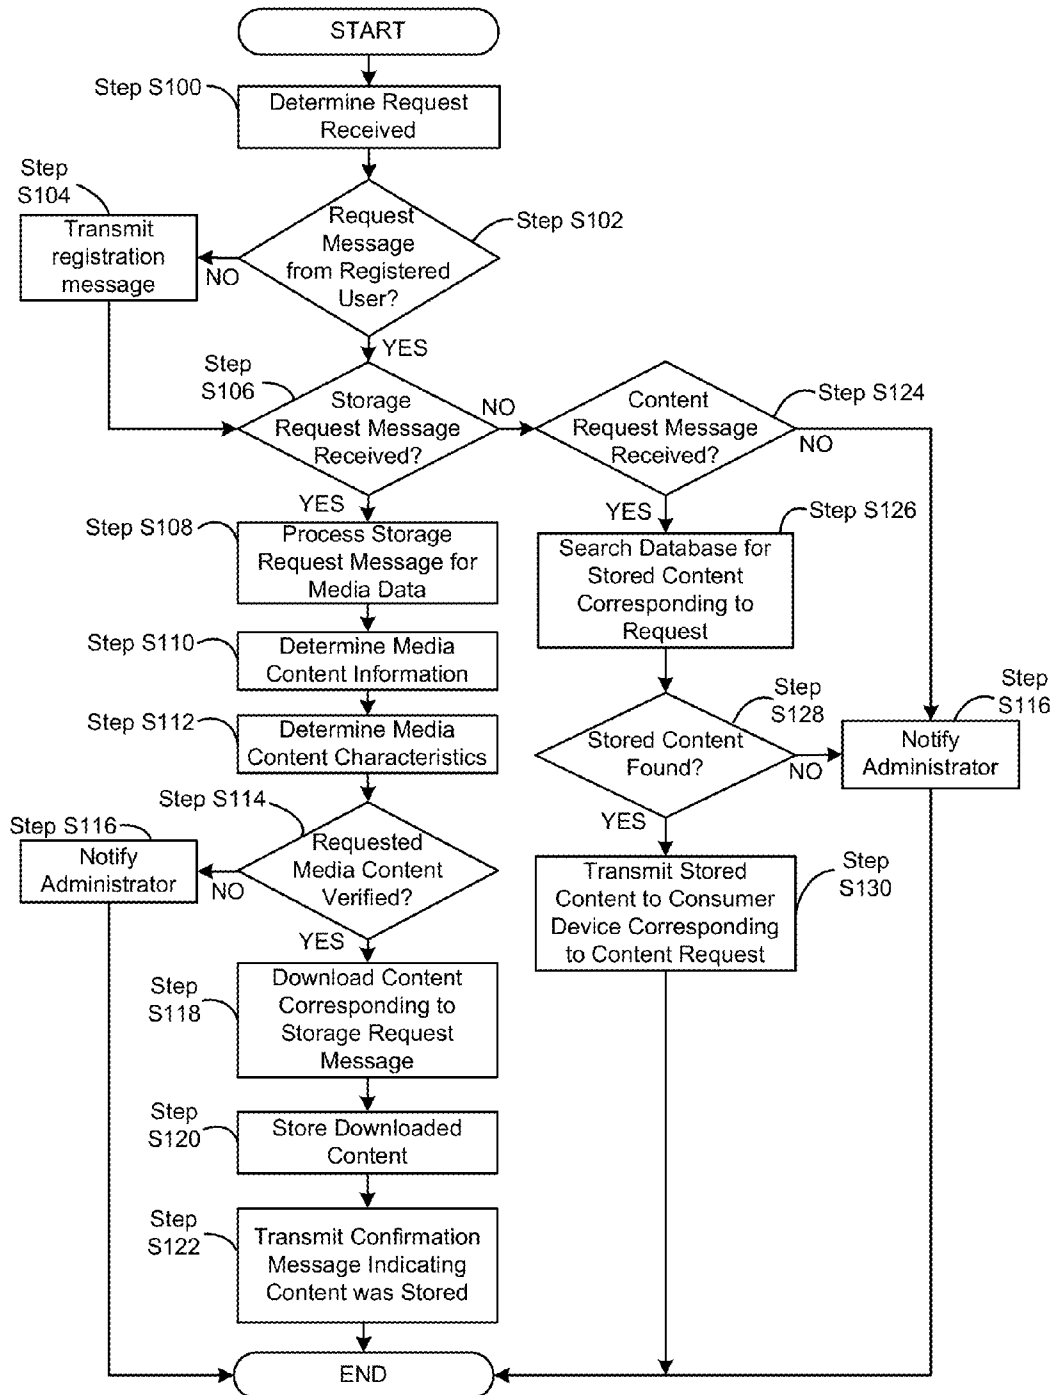 START
Step S100
Determine Request
Received
Step
S104
Transmit
registration
message
NO
Request
Message
from Registered
User?
Step S102
YES
Step
S106
Storage
Request Message
Received?
NO
Content
Request Message
Received?
Step S124
NO
YES
YES
Step S108
Process Storage
Request Message for
Media Data
Step S126
Search Database for
Stored Content
Corresponding to
Request
Step S110
Determine Media
Content Information
Step S112
Determine Media
Content Characteristics
Step
S128
Stored Content
Found?
NO
Step
S116
Notify
Administrator
YES
Step S114
Requested
Media Content
Verified?
Step S116
Notify
Administrator
NO
YES
Transmit Stored
Content to Consumer
Device Corresponding
to Content Request
Step
S130
Step
S118
Download Content
Corresponding to
Storage Request
Message
Step
S120
Store Downloaded
Content
Step
S122
Transmit Confirmation
Message Indicating
Content was Stored
END